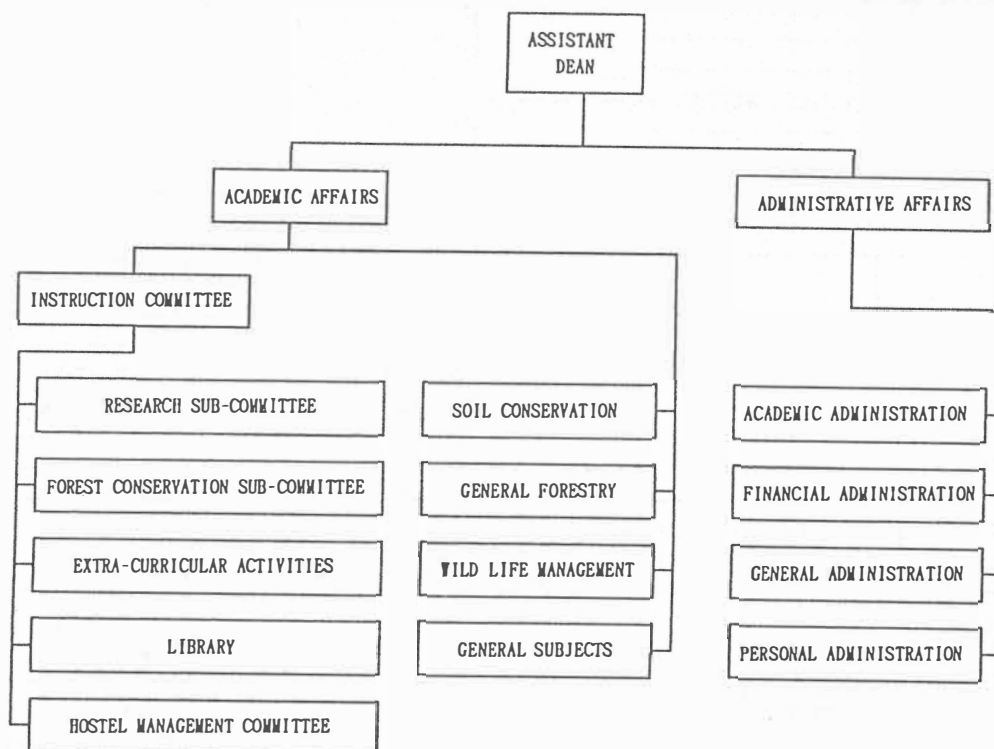 ASSISTANT
DEAN
ACADEMIC AFFAIRS
ADMINISTRATIVE AFFAIRS
INSTRUCTION COMMITTEE
RESEARCH SUB-COMMITTEE
FOREST CONSERVATION SUB-COMMITTEE
EXTRA-CURRICULAR ACTIVITIES
LIBRARY
HOSTEL MANAGEMENT COMMITTEE
SOIL CONSERVATION
GENERAL FORESTRY
WILD LIFE MANAGEMENT
GENERAL SUBJECTS
ACADEMIC ADMINISTRATION
FINANCIAL ADMINISTRATION
GENERAL ADMINISTRATION
PERSONAL ADMINISTRATION